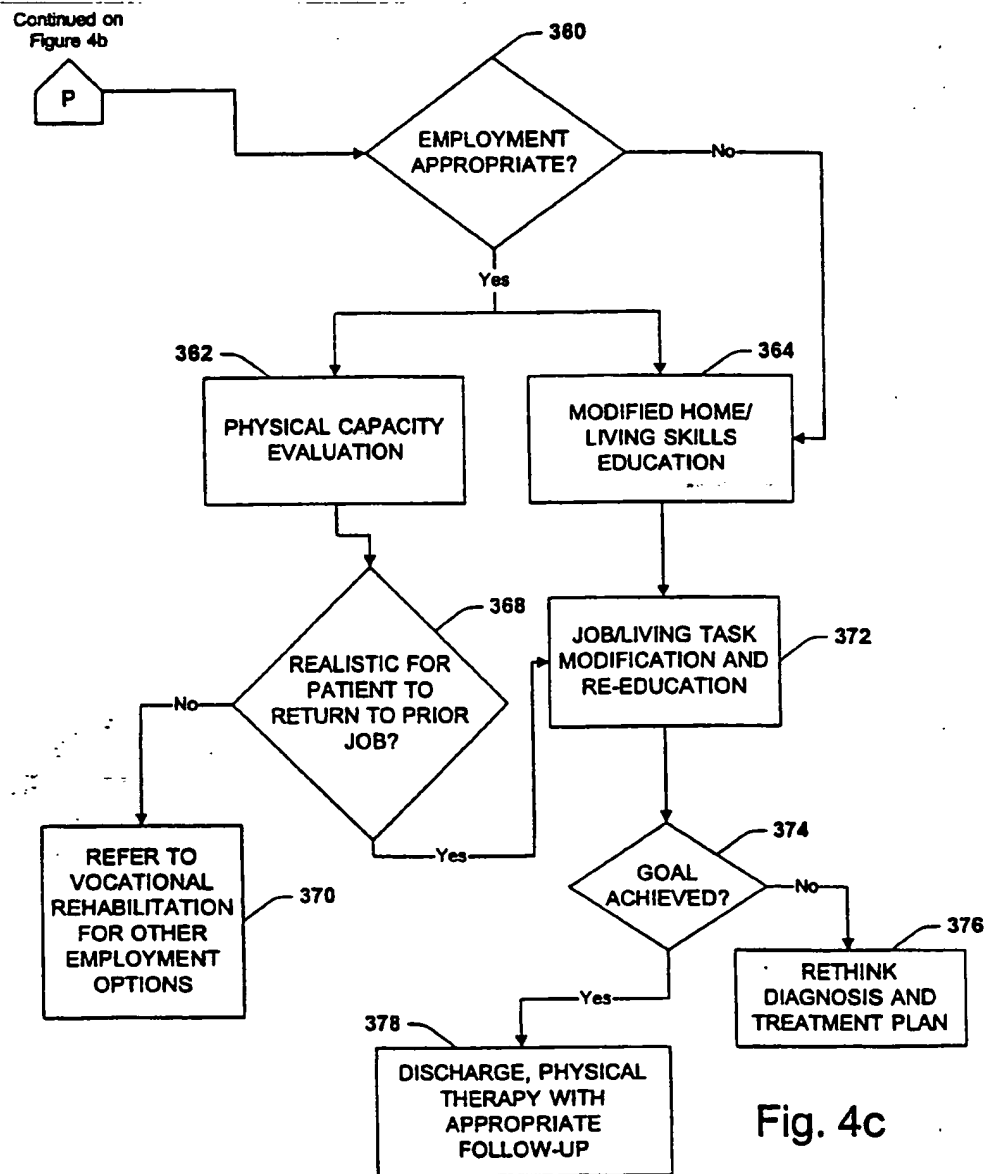 Continued on
Figure 4b
P
360
EMPLOYMENT
APPROPRIATE?
No
Yes
362
PHYSICAL CAPACITY
EVALUATION
364
MODIFIED HOME/
LIVING SKILLS
EDUCATION
368
REALISTIC FOR
PATIENT TO
RETURN TO PRIOR
JOB?
No
Yes
372
JOB/LIVING TASK
MODIFICATION AND
RE-EDUCATION
370
REFER TO
VOCATIONAL
REHABILITATION
FOR OTHER
EMPLOYMENT
OPTIONS
374
GOAL
ACHIEVED?
No
Yes
376
RETHINK
DIAGNOSIS AND
TREATMENT PLAN
378
DISCHARGE, PHYSICAL
THERAPY WITH
APPROPRIATE
FOLLOW-UP
Fig. 4c